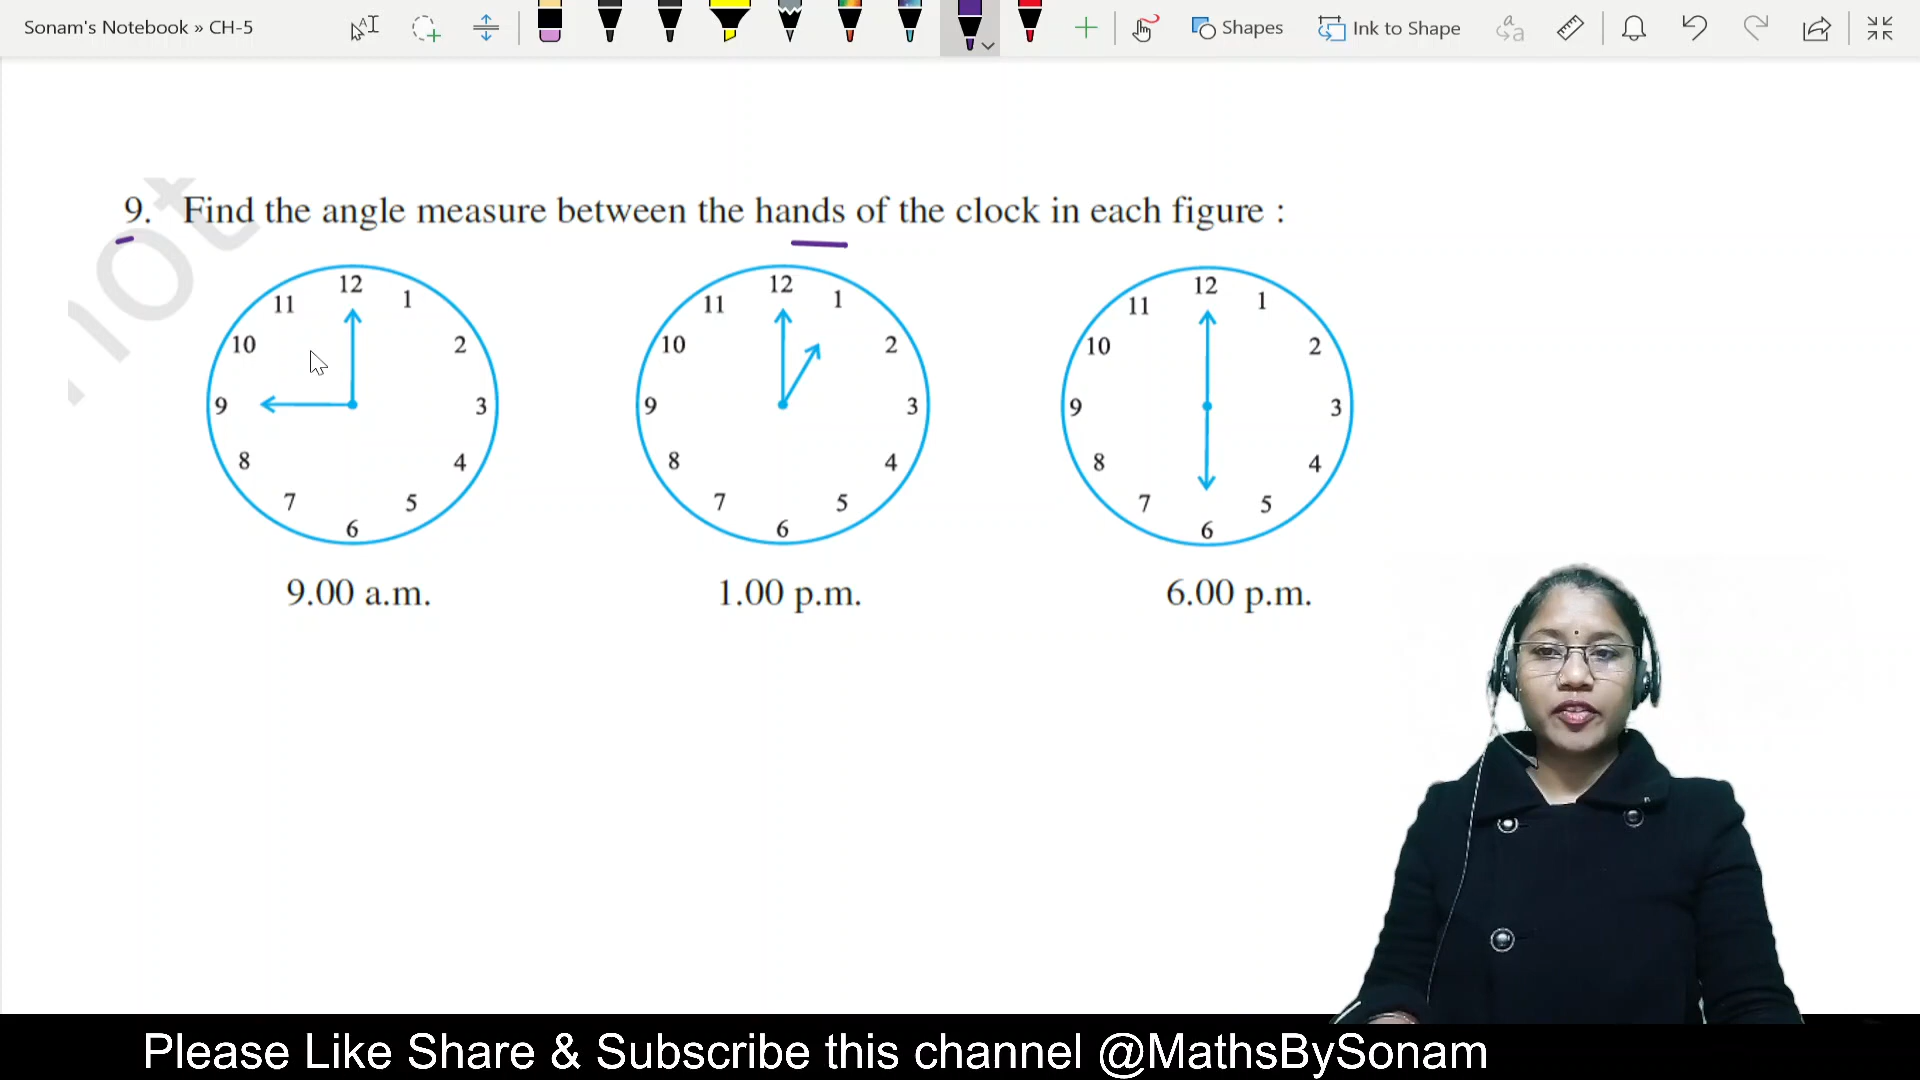 Sonam's Notebook » CH-5
Shapes
Ink to Shape
not
9. Find the angle measure between the hands of the clock in each figure :
12
11 1
10 2
9 3
8 4
7 5
6
12
11 1
10 2
9 3
8 4
7 5
6
12
11 1
10 2
9 3
8 4
7 5
6
9.00 a.m.
1.00 p.m.
6.00 p.m.
Please Like Share & Subscribe this channel @MathsBySonam